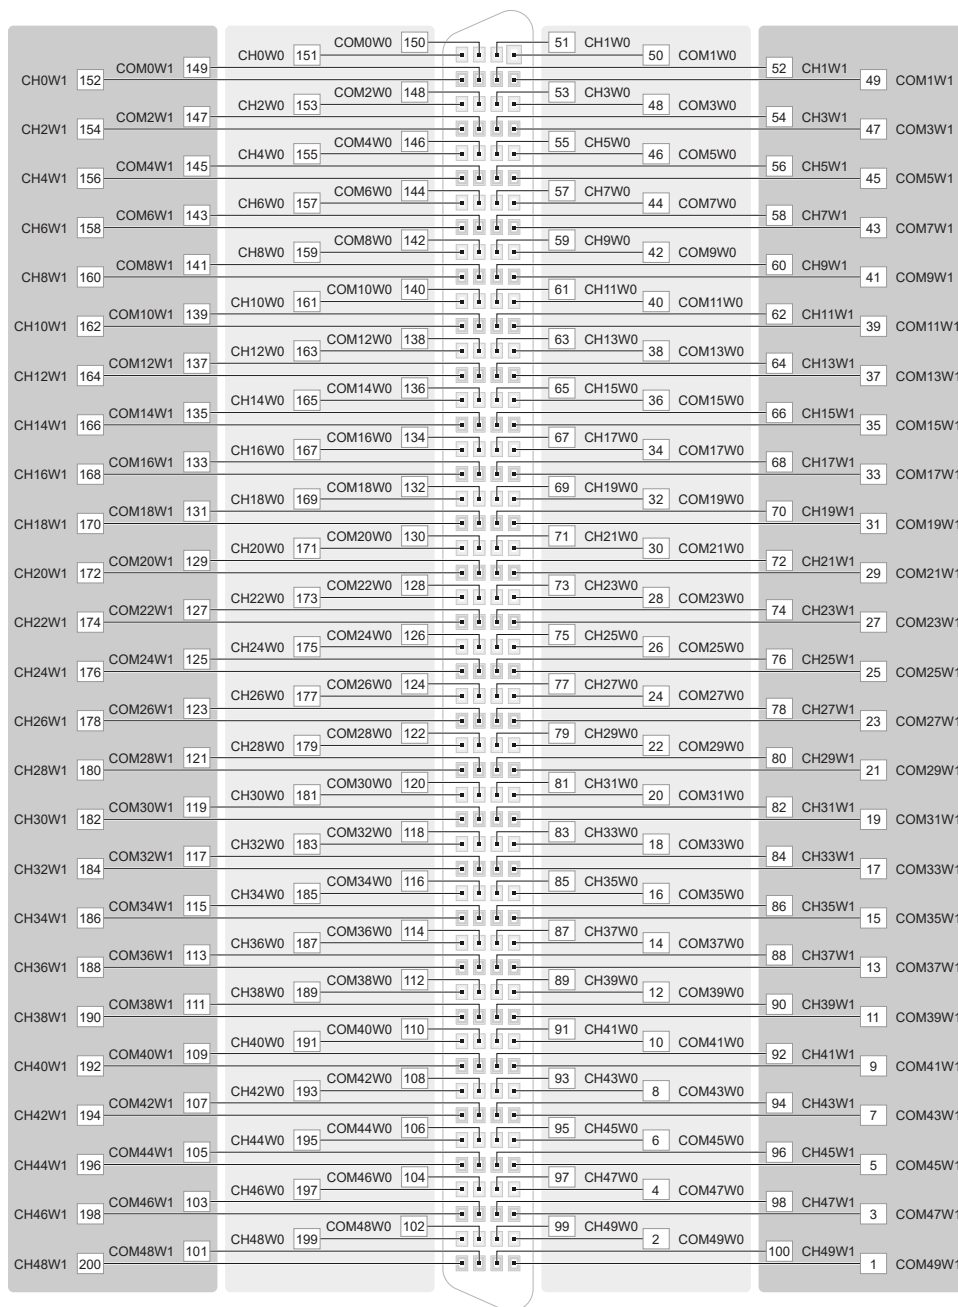 COM0W0 150 51 CH1W0
CH0W0 151 50 COM1W0
COM0W1 149 52 CH1W1
CH0W1 152 49 COM1W1
COM2W0 148 53 CH3W0
CH2W0 153 48 COM3W0
COM2W1 147 54 CH3W1
CH2W1 154 47 COM3W1
COM4W0 146 55 CH5W0
CH4W0 155 46 COM5W0
COM4W1 145 56 CH5W1
CH4W1 156 45 COM5W1
COM6W0 144 57 CH7W0
CH6W0 157 44 COM7W0
COM6W1 143 58 CH7W1
CH6W1 158 43 COM7W1
COM8W0 142 59 CH9W0
CH8W0 159 42 COM9W0
COM8W1 141 60 CH9W1
CH8W1 160 41 COM9W1
COM10W0 140 61 CH11W0
CH10W0 161 40 COM11W0
COM10W1 139 62 CH11W1
CH10W1 162 39 COM11W1
COM12W0 138 63 CH13W0
CH12W0 163 38 COM13W0
COM12W1 137 64 CH13W1
CH12W1 164 37 COM13W1
COM14W0 136 65 CH15W0
CH14W0 165 36 COM15W0
COM14W1 135 66 CH15W1
CH14W1 166 35 COM15W1
COM16W0 134 67 CH17W0
CH16W0 167 34 COM17W0
COM16W1 133 68 CH17W1
CH16W1 168 33 COM17W1
COM18W0 132 69 CH19W0
CH18W0 169 32 COM19W0
COM18W1 131 70 CH19W1
CH18W1 170 31 COM19W1
COM20W0 130 71 CH21W0
CH20W0 171 30 COM21W0
COM20W1 129 72 CH21W1
CH20W1 172 29 COM21W1
COM22W0 128 73 CH23W0
CH22W0 173 28 COM23W0
COM22W1 127 74 CH23W1
CH22W1 174 27 COM23W1
COM24W0 126 75 CH25W0
CH24W0 175 26 COM25W0
COM24W1 125 76 CH25W1
CH24W1 176 25 COM25W1
COM26W0 124 77 CH27W0
CH26W0 177 24 COM27W0
COM26W1 123 78 CH27W1
CH26W1 178 23 COM27W1
COM28W0 122 79 CH29W0
CH28W0 179 22 COM29W0
COM28W1 121 80 CH29W1
CH28W1 180 21 COM29W1
COM30W0 120 81 CH31W0
CH30W0 181 20 COM31W0
COM30W1 119 82 CH31W1
CH30W1 182 19 COM31W1
COM32W0 118 83 CH33W0
CH32W0 183 18 COM33W0
COM32W1 117 84 CH33W1
CH32W1 184 17 COM33W1
COM34W0 116 85 CH35W0
CH34W0 185 16 COM35W0
COM34W1 115 86 CH35W1
CH34W1 186 15 COM35W1
COM36W0 114 87 CH37W0
CH36W0 187 14 COM37W0
COM36W1 113 88 CH37W1
CH36W1 188 13 COM37W1
COM38W0 112 89 CH39W0
CH38W0 189 12 COM39W0
COM38W1 111 90 CH39W1
CH38W1 190 11 COM39W1
COM40W0 110 91 CH41W0
CH40W0 191 10 COM41W0
COM40W1 109 92 CH41W1
CH40W1 192 9 COM41W1
COM42W0 108 93 CH43W0
CH42W0 193 8 COM43W0
COM42W1 107 94 CH43W1
CH42W1 194 7 COM43W1
COM44W0 106 95 CH45W0
CH44W0 195 6 COM45W0
COM44W1 105 96 CH45W1
CH44W1 196 5 COM45W1
COM46W0 104 97 CH47W0
CH46W0 197 4 COM47W0
COM46W1 103 98 CH47W1
CH46W1 198 3 COM47W1
COM48W0 102 99 CH49W0
CH48W0 199 2 COM49W0
COM48W1 101 100 CH49W1
CH48W1 200 1 COM49W1